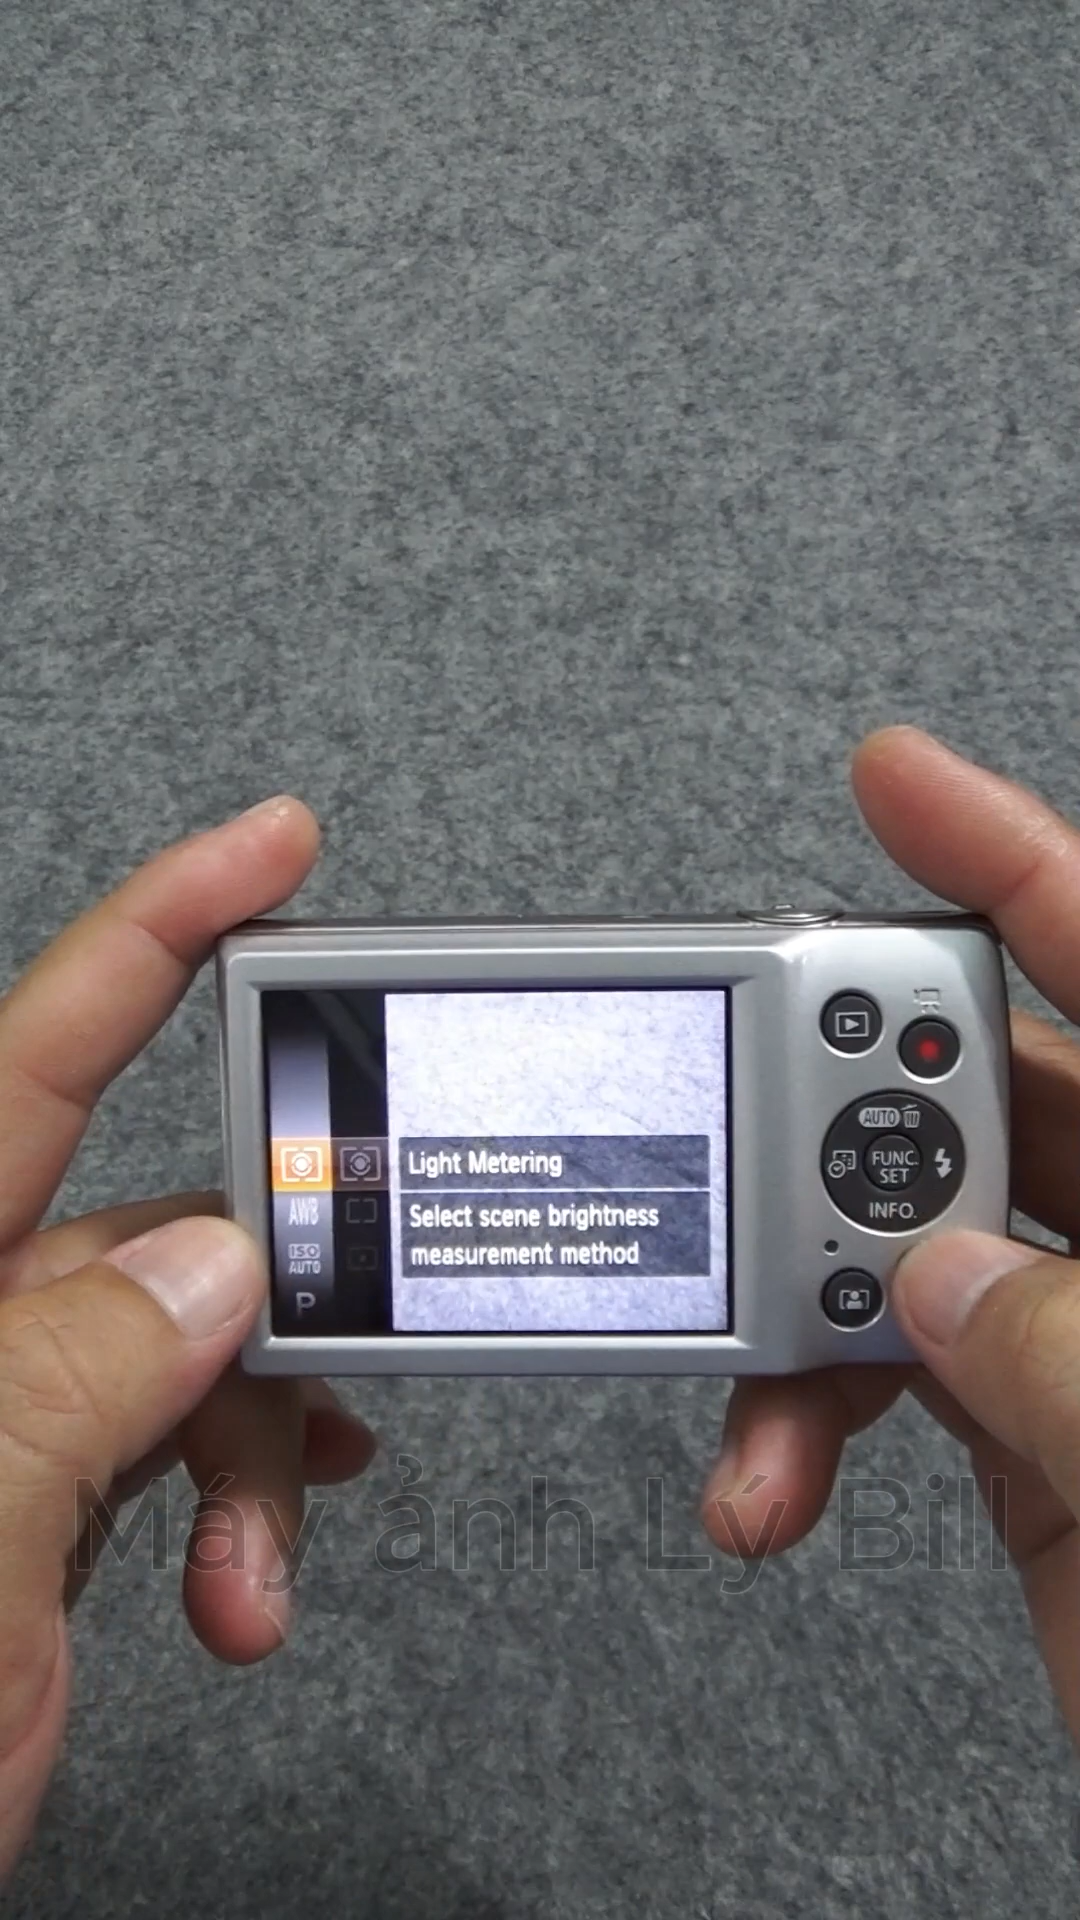 Light Metering
Select scene brightness
measurement method
AWB
ISO
AUTO
P
AUTO
FUNC.
SET
INFO.
Máy ảnh Lý Bill